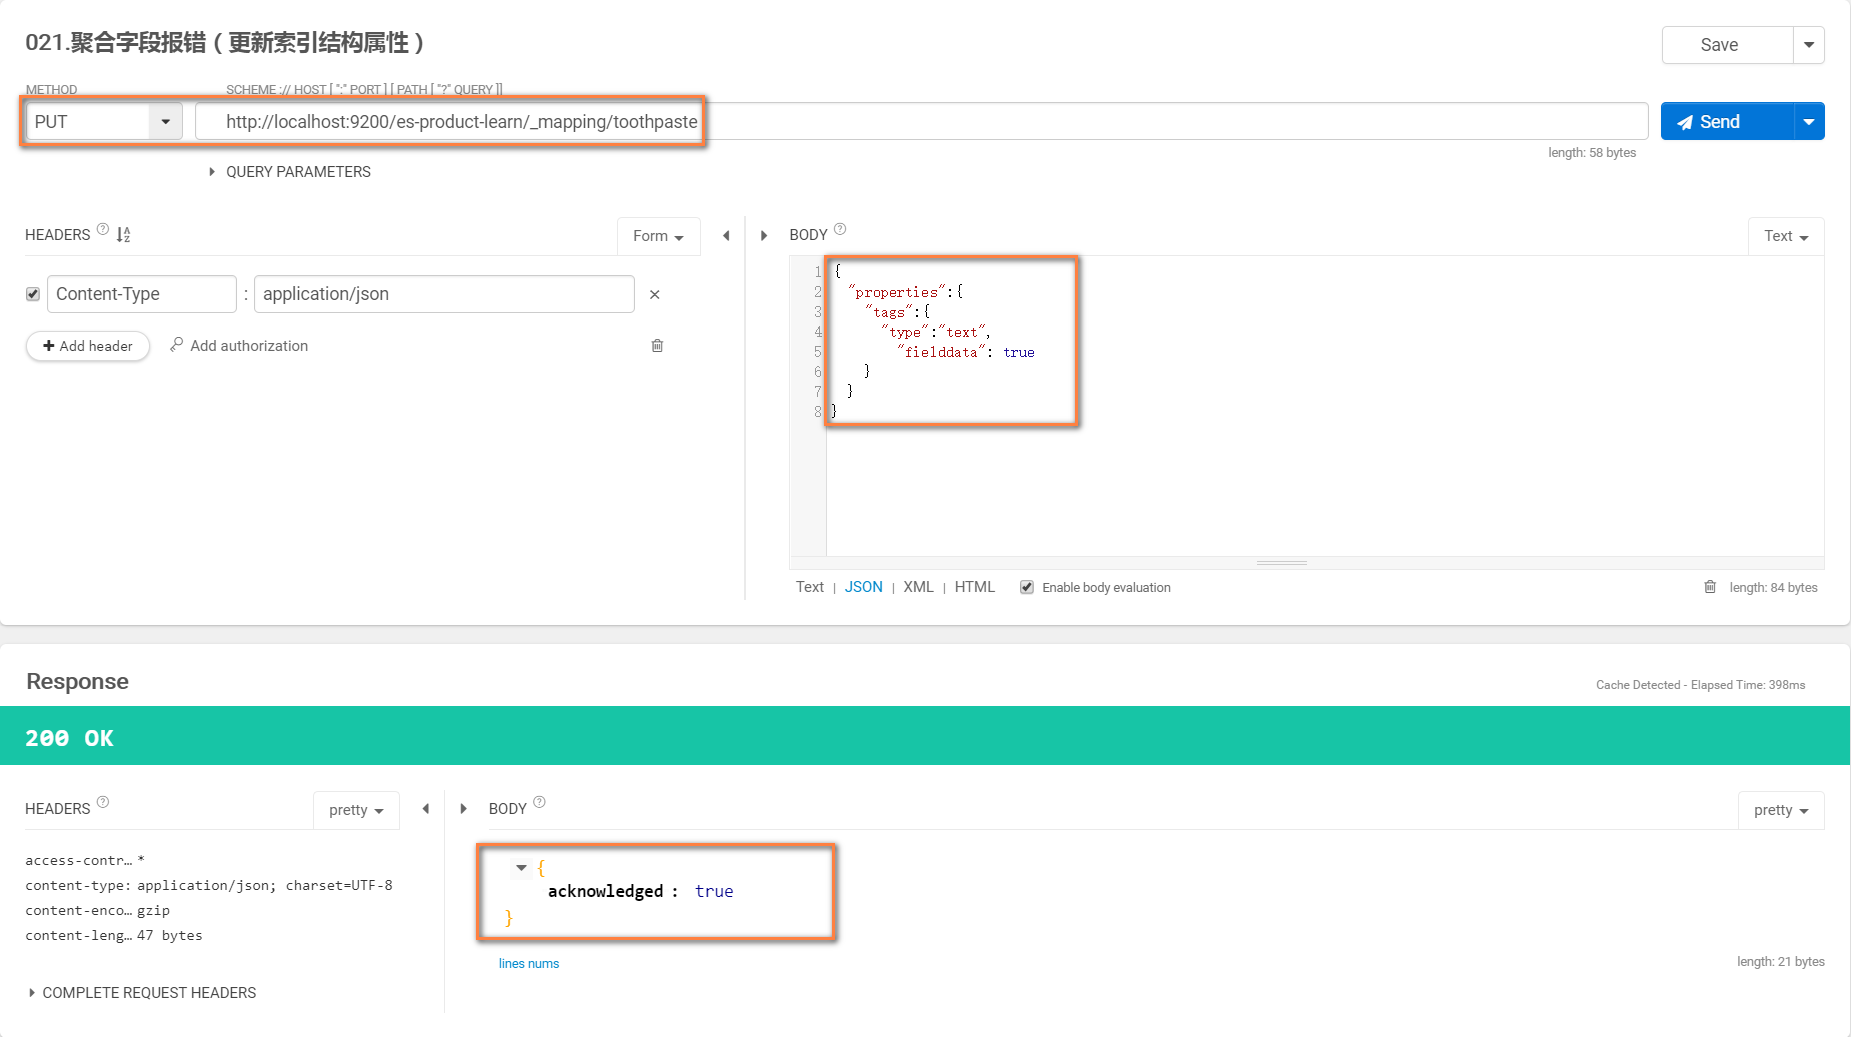 021.聚合字段报错（更新索引结构属性）
Save
METHOD
SCHEME :// HOST [ ":" PORT ] [ PATH [ "?" QUERY ]]
PUT
http://localhost:9200/es-product-learn/_mapping/toothpaste
Send
length: 58 bytes
QUERY PARAMETERS
HEADERS ?
Form
BODY ?
Text
Content-Type : application/json ×
+ Add header
Add authorization
1 {
2 "properties":{
3 "tags":{
4 "type":"text",
5 "fielddata": true
6 }
7 }
8 }
Text | JSON | XML | HTML
Enable body evaluation
length: 84 bytes
Response
Cache Detected - Elapsed Time: 398ms
200 OK
HEADERS ?
pretty
BODY ?
pretty
access-contr… *
content-type: application/json; charset=UTF-8
content-enco… gzip
content-leng… 47 bytes
{
acknowledged : true
}
lines nums
length: 21 bytes
COMPLETE REQUEST HEADERS